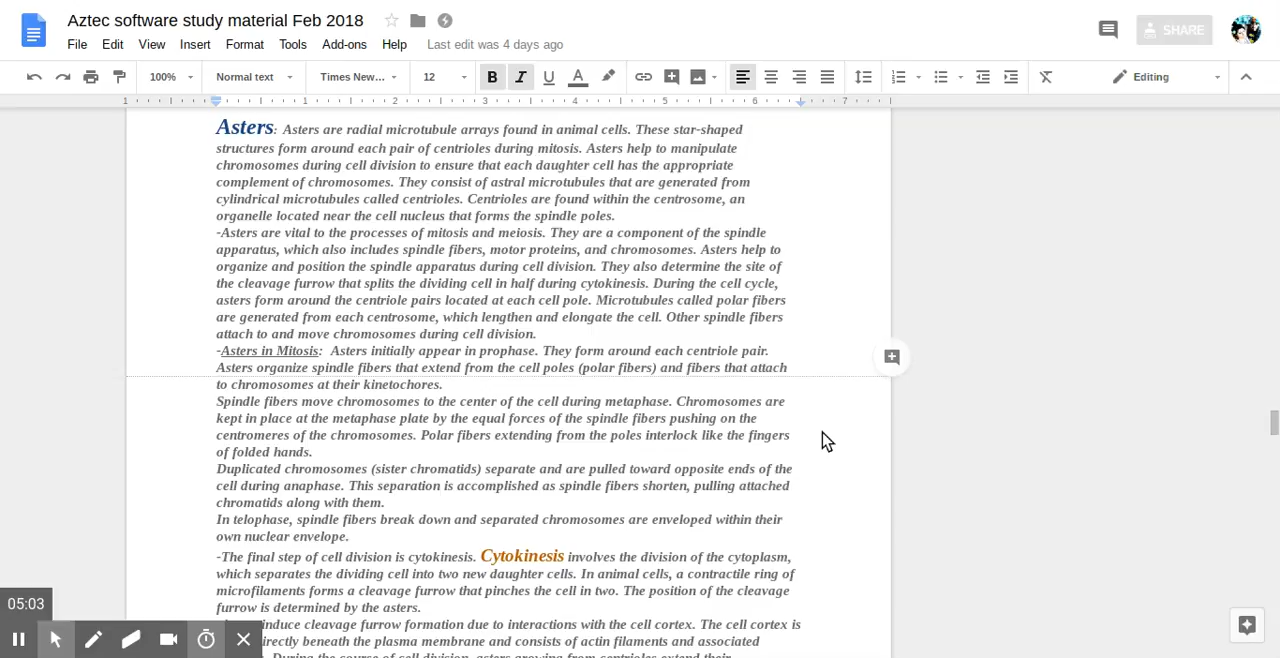 Aztec software study material Feb 2018
SHARE
File Edit View Insert Format Tools Add-ons Help Last edit was 4 days ago
100% Normal text Times New... 12 B I U A Editing
1 1 2 3 4 5 6 7
Asters: Asters are radial microtubule arrays found in animal cells. These star-shaped
structures form around each pair of centrioles during mitosis. Asters help to manipulate
chromosomes during cell division to ensure that each daughter cell has the appropriate
complement of chromosomes. They consist of astral microtubules that are generated from
cylindrical microtubules called centrioles. Centrioles are found within the centrosome, an
organelle located near the cell nucleus that forms the spindle poles.
-Asters are vital to the processes of mitosis and meiosis. They are a component of the spindle
apparatus, which also includes spindle fibers, motor proteins, and chromosomes. Asters help to
organize and position the spindle apparatus during cell division. They also determine the site of
the cleavage furrow that splits the dividing cell in half during cytokinesis. During the cell cycle,
asters form around the centriole pairs located at each cell pole. Microtubules called polar fibers
are generated from each centrosome, which lengthen and elongate the cell. Other spindle fibers
attach to and move chromosomes during cell division.
-Asters in Mitosis: Asters initially appear in prophase. They form around each centriole pair.
Asters organize spindle fibers that extend from the cell poles (polar fibers) and fibers that attach
to chromosomes at their kinetochores.
Spindle fibers move chromosomes to the center of the cell during metaphase. Chromosomes are
kept in place at the metaphase plate by the equal forces of the spindle fibers pushing on the
centromeres of the chromosomes. Polar fibers extending from the poles interlock like the fingers
of folded hands.
Duplicated chromosomes (sister chromatids) separate and are pulled toward opposite ends of the
cell during anaphase. This separation is accomplished as spindle fibers shorten, pulling attached
chromatids along with them.
In telophase, spindle fibers break down and separated chromosomes are enveloped within their
own nuclear envelope.
-The final step of cell division is cytokinesis. Cytokinesis involves the division of the cytoplasm,
which separates the dividing cell into two new daughter cells. In animal cells, a contractile ring of
microfilaments forms a cleavage furrow that pinches the cell in two. The position of the cleavage
furrow is determined by the asters.
induce cleavage furrow formation due to interactions with the cell cortex. The cell cortex is
directly beneath the plasma membrane and consists of actin filaments and associated
During the course of cell division, asters growing from centrioles extend their
05:03